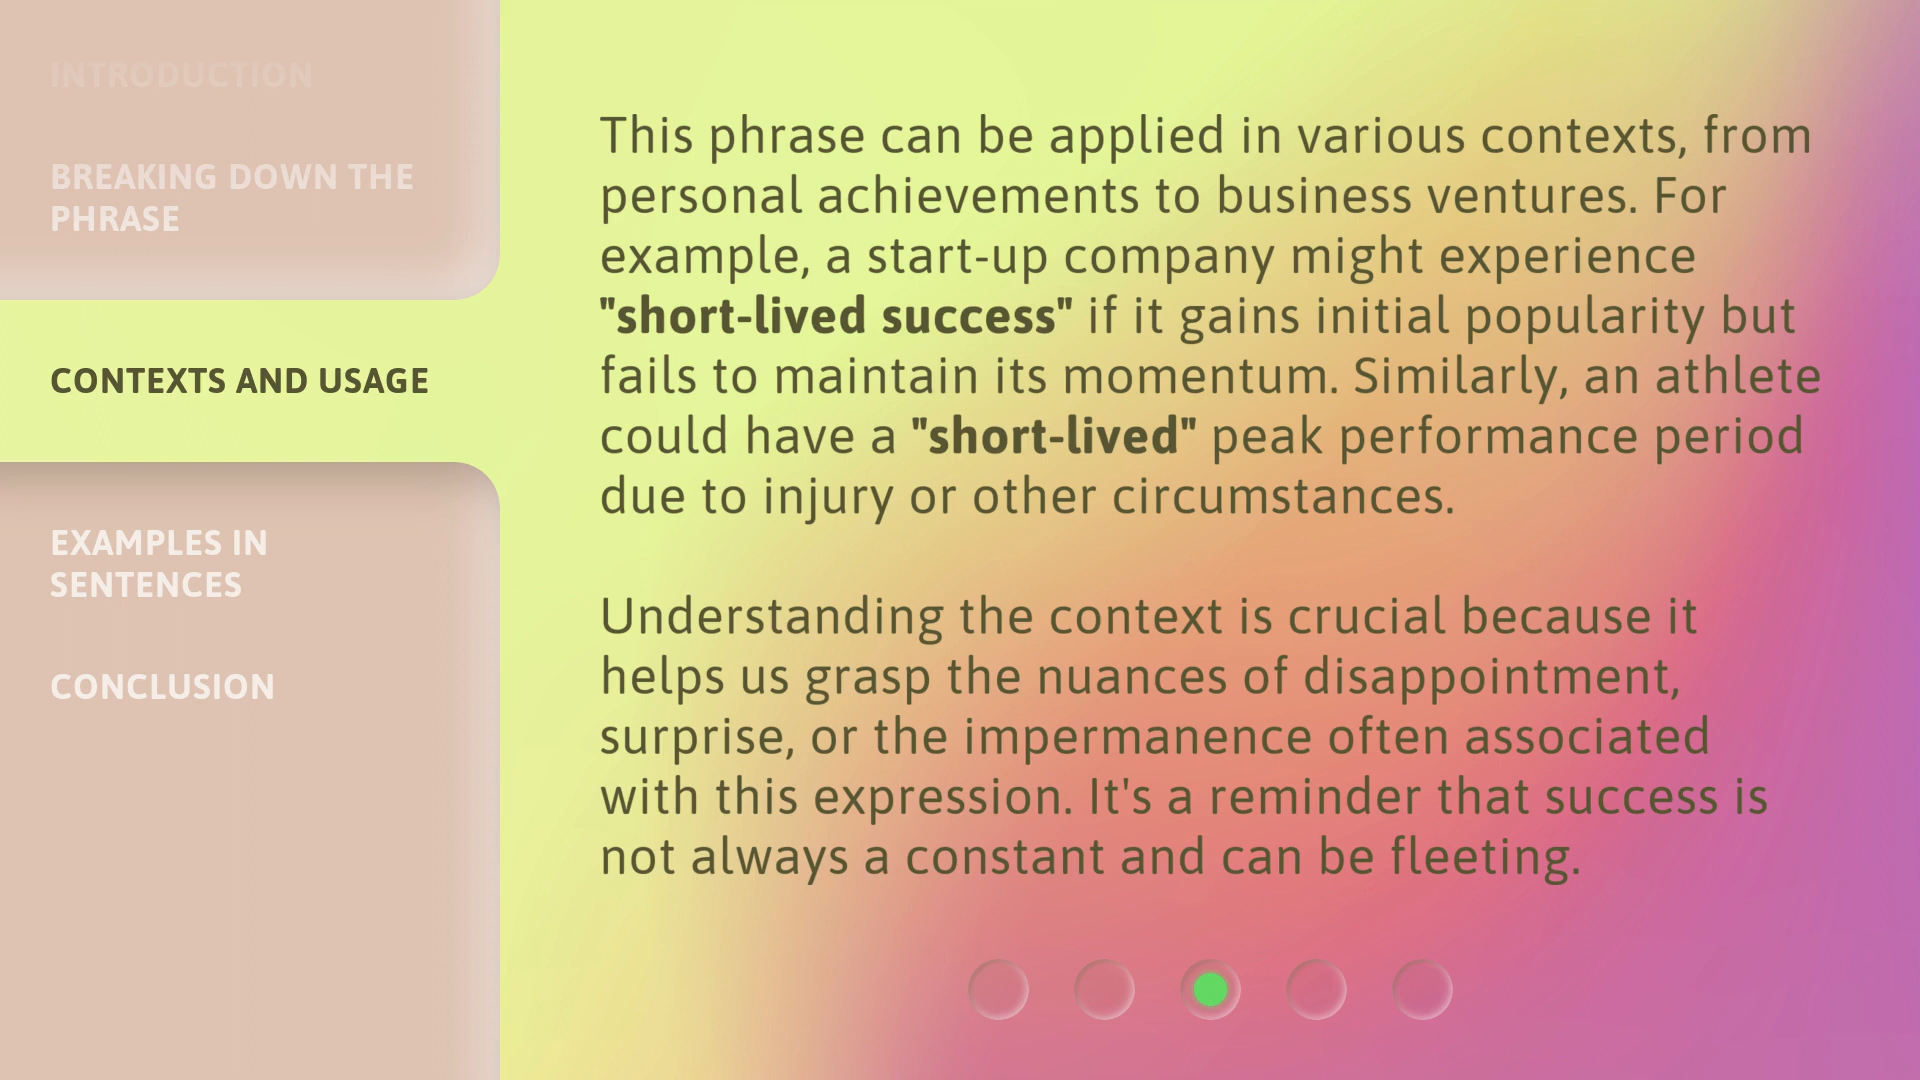 INTRODUCTION
BREAKING DOWN THE
PHRASE
CONTEXTS AND USAGE
EXAMPLES IN
SENTENCES
CONCLUSION
This phrase can be applied in various contexts, from
personal achievements to business ventures. For
example, a start-up company might experience
"short-lived success" if it gains initial popularity but
fails to maintain its momentum. Similarly, an athlete
could have a "short-lived" peak performance period
due to injury or other circumstances.
Understanding the context is crucial because it
helps us grasp the nuances of disappointment,
surprise, or the impermanence often associated
with this expression. It's a reminder that success is
not always a constant and can be fleeting.